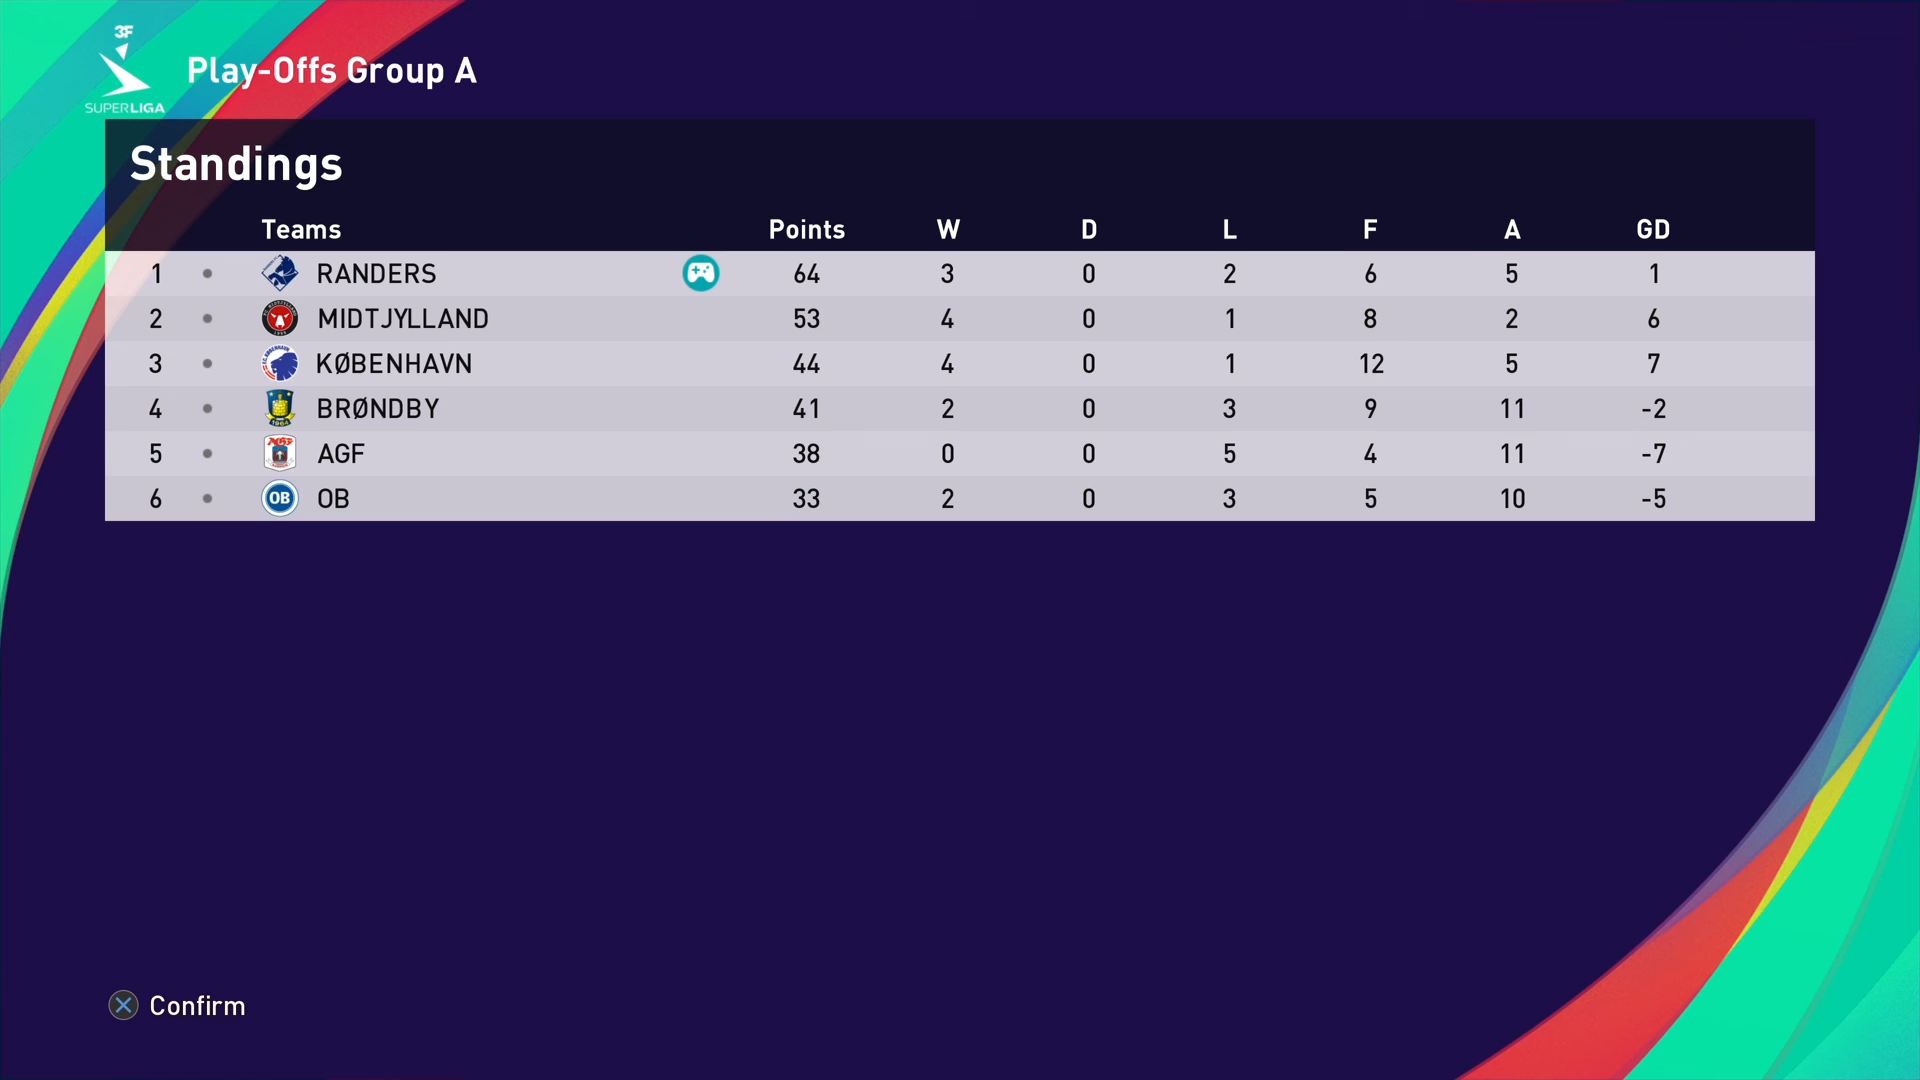 3F
SUPERLIGA
Play-Offs Group A
Standings
Teams Points W D L F A GD
1 RANDERS 64 3 0 2 6 5 1
2 MIDTJYLLAND 53 4 0 1 8 2 6
3 KØBENHAVN 44 4 0 1 12 5 7
4 1964 BRØNDBY 41 2 0 3 9 11 -2
5 AGF 38 0 0 5 4 11 -7
6 OB OB 33 2 0 3 5 10 -5
Confirm